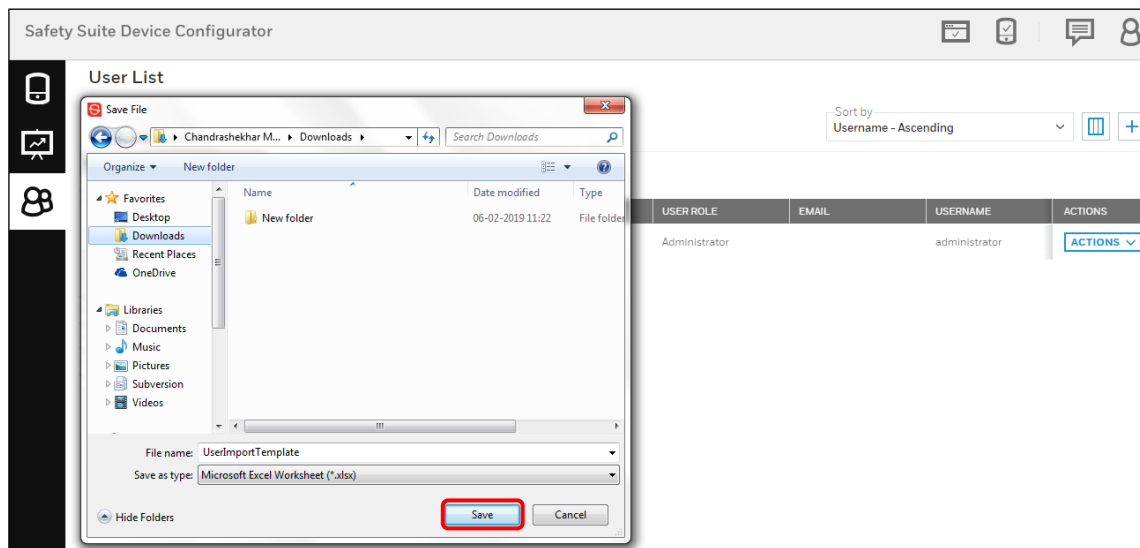 Safety Suite Device Configurator
User List
Save File
Chandrashekhar M... ▸ Downloads ▸
Search Downloads
Organize
New folder
Favorites
Desktop
Downloads
Recent Places
OneDrive
Libraries
Documents
Music
Pictures
Subversion
Videos
Name Date modified Type
New folder 06-02-2019 11:22 File folder
File name: UserImportTemplate
Save as type: Microsoft Excel Worksheet (*.xlsx)
Hide Folders
Save
Cancel
Sort by
Username - Ascending
USER ROLE EMAIL USERNAME ACTIONS
Administrator administrator ACTIONS